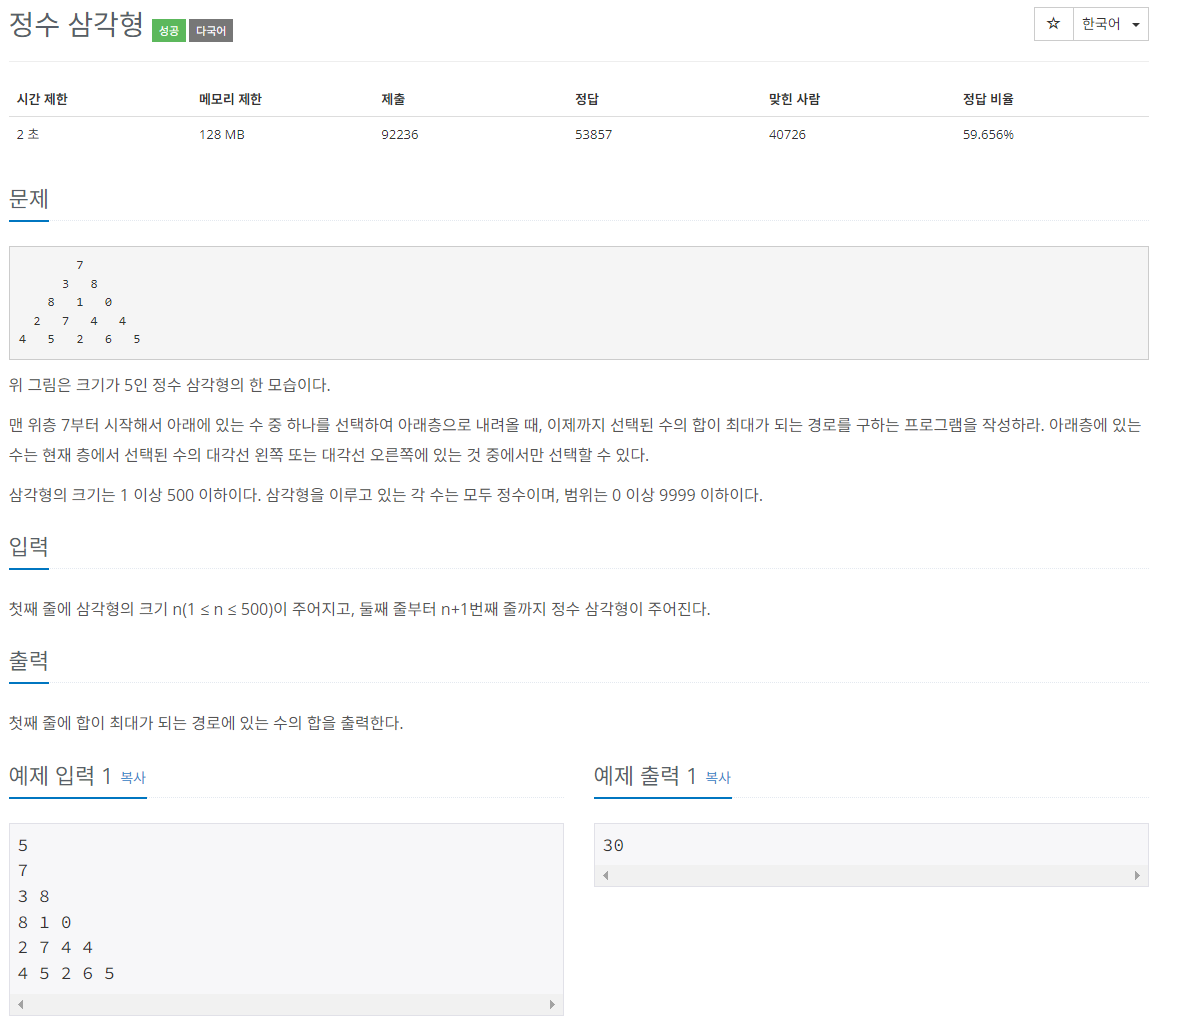 정수 삼각형 성공 다국어
☆ 한국어
시간 제한 메모리 제한 제출 정답 맞힌 사람 정답 비율
2 초 128 MB 92236 53857 40726 59.656%
문제
7
3 8
8 1 0
2 7 4 4
4 5 2 6 5
위 그림은 크기가 5인 정수 삼각형의 한 모습이다.
맨 위층 7부터 시작해서 아래에 있는 수 중 하나를 선택하여 아래층으로 내려올 때, 이제까지 선택된 수의 합이 최대가 되는 경로를 구하는 프로그램을 작성하라. 아래층에 있는
수는 현재 층에서 선택된 수의 대각선 왼쪽 또는 대각선 오른쪽에 있는 것 중에서만 선택할 수 있다.
삼각형의 크기는 1 이상 500 이하이다. 삼각형을 이루고 있는 각 수는 모두 정수이며, 범위는 0 이상 9999 이하이다.
입력
첫째 줄에 삼각형의 크기 n(1 ≤ n ≤ 500)이 주어지고, 둘째 줄부터 n+1번째 줄까지 정수 삼각형이 주어진다.
출력
첫째 줄에 합이 최대가 되는 경로에 있는 수의 합을 출력한다.
예제 입력 1 복사
5
7
3 8
8 1 0
2 7 4 4
4 5 2 6 5
예제 출력 1 복사
30